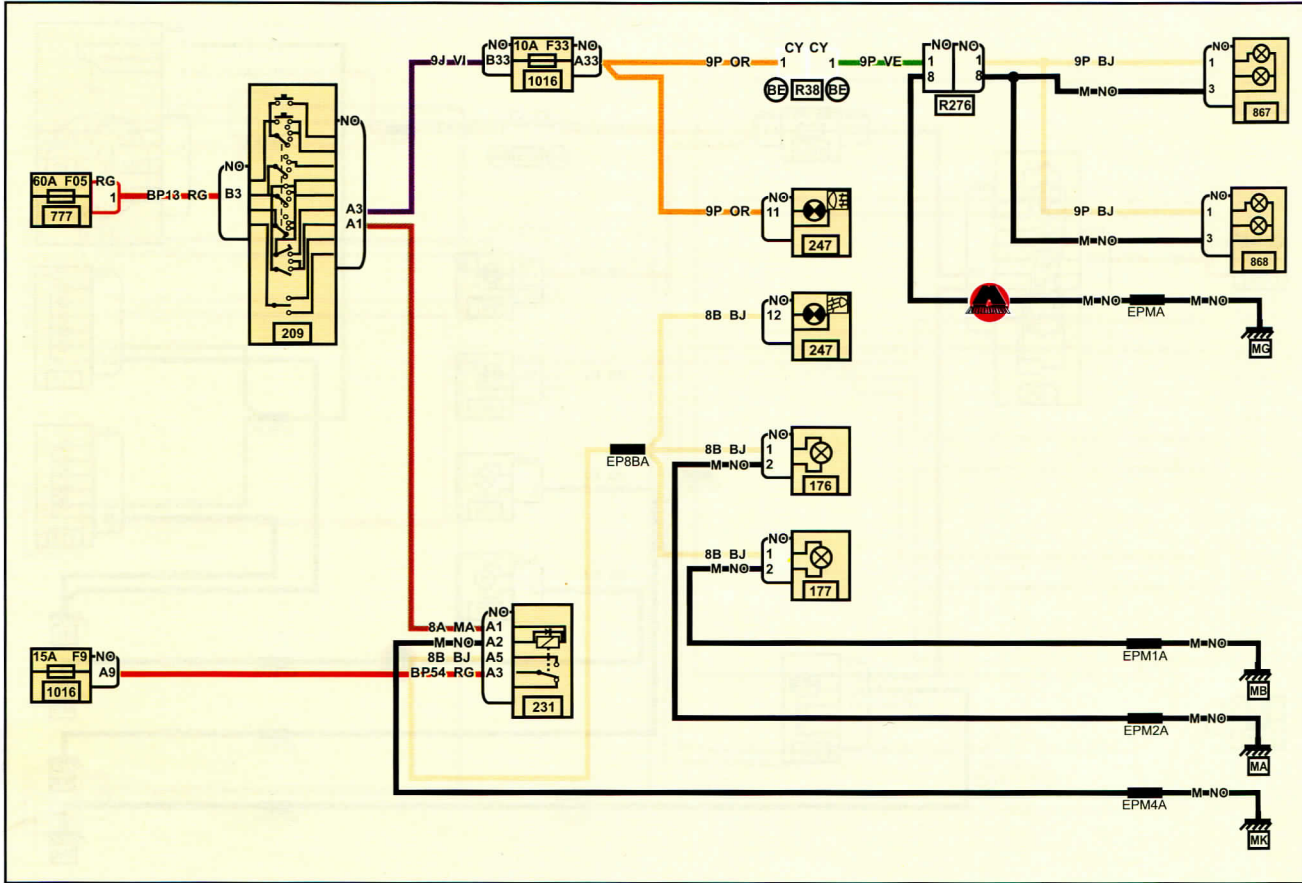 NO 10A F33 NO
B33 A33
1016
9J VI
9P OR
CY CY
1 1
BE R38 BE
9P VE
NO NO
1 1
8 8
R276
9P BJ
M NO
NO
1
3
867
60A F05 RG
1
777
BP13 RG
NO
B3
NO
A3
A1
209
9P OR
NO
11
247
9P BJ
M NO
NO
1
3
868
8B BJ
NO
12
247
M NO
EPMA
M NO
MG
EP8BA
8B BJ
M NO
NO
1
2
176
8B BJ
M NO
NO
1
2
177
15A F9 NO
A9
1016
8A MA
M NO
8B BJ
BP54 RG
NO
A1
A2
A5
A3
231
EPM1A
M NO
MB
EPM2A
M NO
MA
EPM4A
M NO
MK